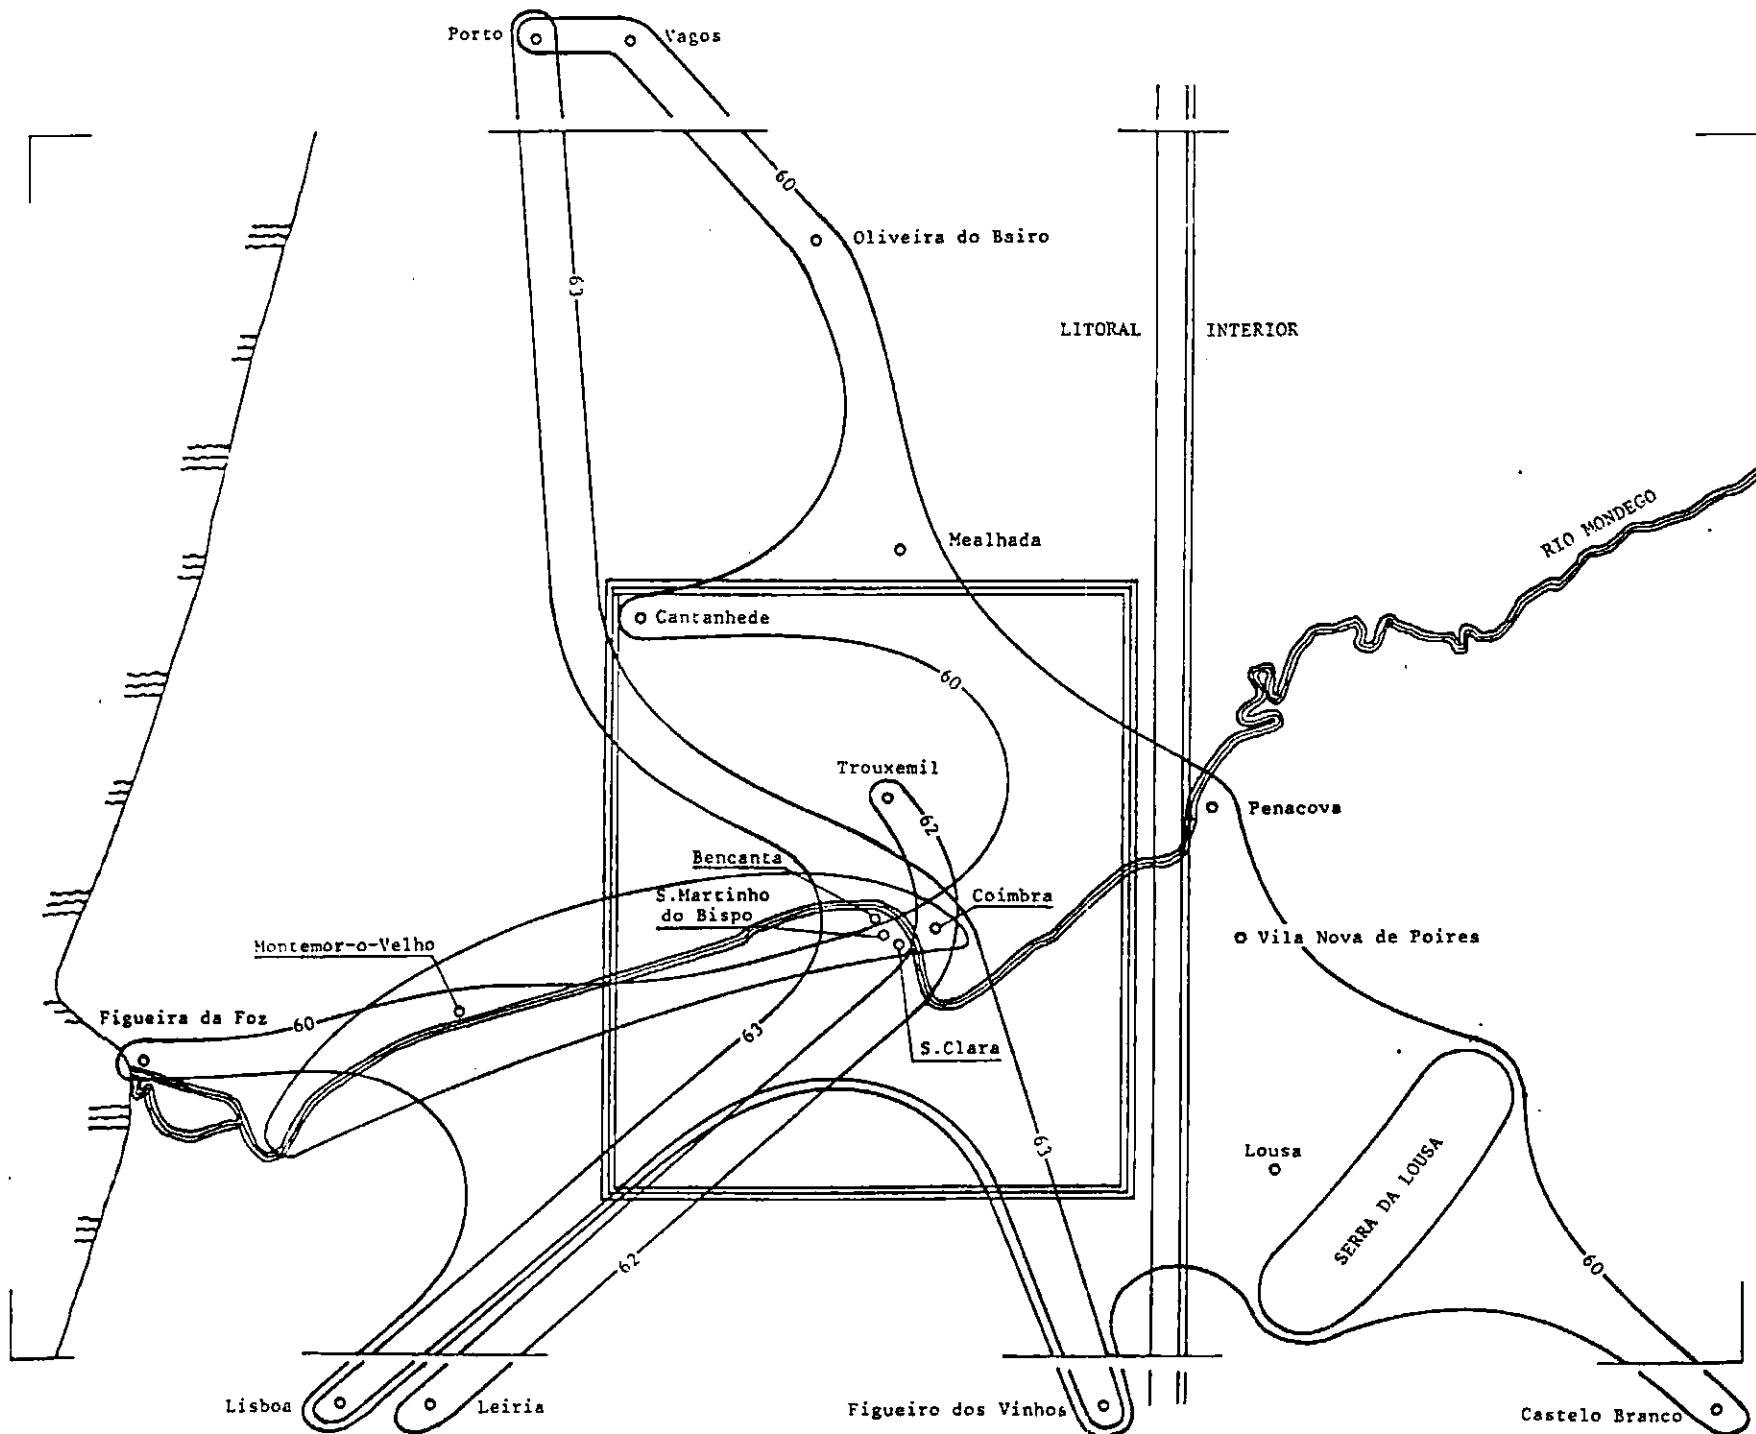 Porto
Vagos
60
Oliveira do Bairo
63
LITORAL
INTERIOR
RIO MONDEGO
Mealhada
Cantanhede
60
Trouxemil
62
Penacova
Bencanta
S.Martinho
do Bispo
Coimbra
Montemor-o-Velho
Vila Nova de Poires
Figueira da Foz
60
63
S.Clara
63
Lousa
SERRA DA LOUSA
62
60
Lisboa
Leiria
Figueiro dos Vinhos
Castelo Branco